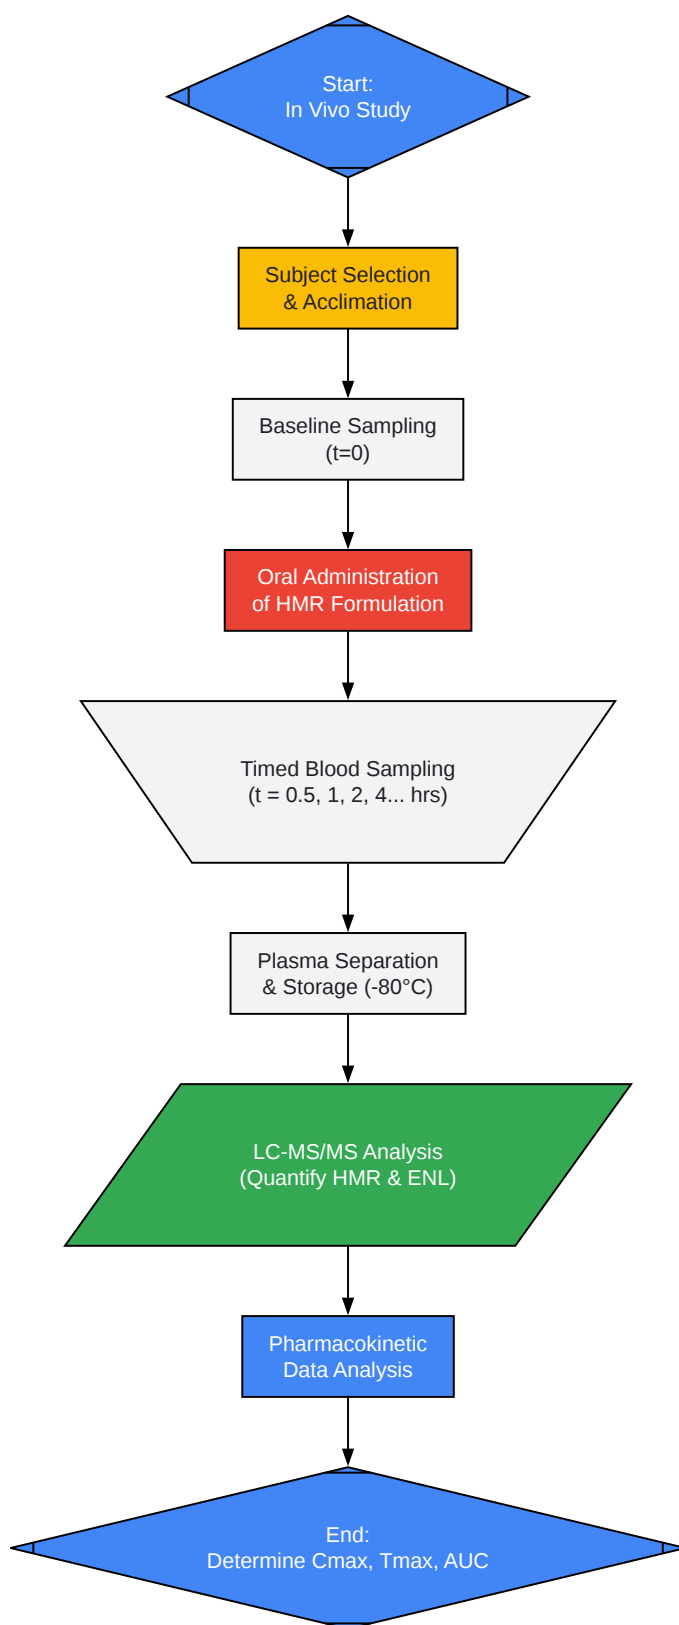 Start:
In Vivo Study
Subject Selection
& Acclimation
Baseline Sampling
(t=0)
Oral Administration
of HMR Formulation
Timed Blood Sampling
(t = 0.5, 1, 2, 4... hrs)
Plasma Separation
& Storage (-80°C)
LC-MS/MS Analysis
(Quantify HMR & ENL)
Pharmacokinetic
Data Analysis
End:
Determine Cmax, Tmax, AUC